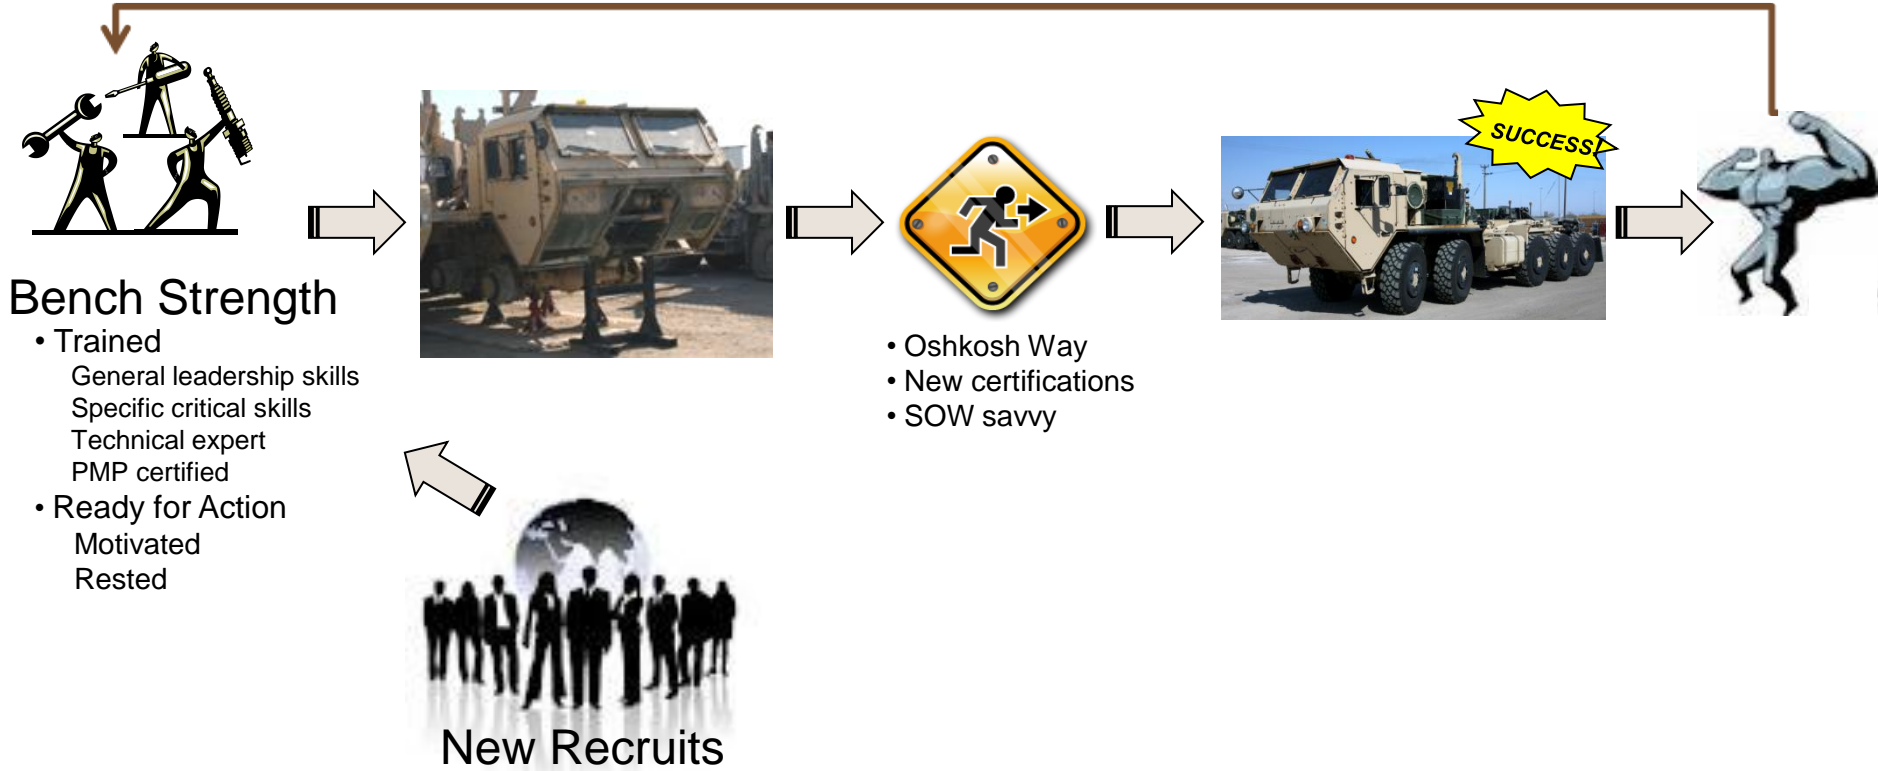 SUCCESS!
Bench Strength
• Trained
General leadership skills
Specific critical skills
Technical expert
PMP certified
• Ready for Action
Motivated
Rested
• Oshkosh Way
• New certifications
• SOW savvy
New Recruits